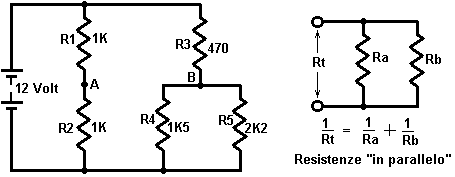 R1 1K
R3 470
12 Volt
A
B
R2 1K
R4 1K5
R5 2K2
Rt
Ra
Rb
1/Rt = 1/Ra + 1/Rb
Resistenze "in parallelo"